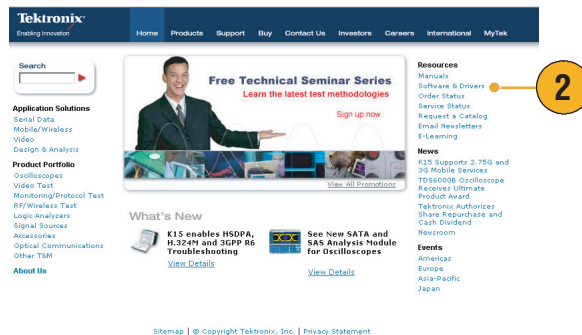 Tektronix
Enabling Innovation
Home Products Support Buy Contact Us Investors Careers International MyTek
Search
Application Solutions
Serial Data
Mobile/Wireless
Video
Design & Analysis
Product Portfolio
Oscilloscopes
Video Test
Monitoring/Protocol Test
RF/Wireless Test
Logic Analyzers
Signal Sources
Accessories
Optical Communications
Other T&M
About Us
Free Technical Seminar Series
Learn the latest test methodologies
Sign up now
View All Promotions
What's New
K15 enables HSDPA,
H.324M and 3GPP R6
Troubleshooting
View Details
See New SATA and
SAS Analysis Module
for Oscilloscopes
View Details
Resources
Manuals
Software & Drivers
Order Status
Service Status
Request a Catalog
Email Newsletters
E-Learning
News
K15 Supports 2.75G and
3G Mobile Services
TDS6000B Oscilloscope
Receives Ultimate
Product Award
Tektronix Authorizes
Share Repurchase and
Cash Dividend
Newsroom
Events
Americas
Europe
Asia-Pacific
Japan
2
Sitemap | © Copyright Tektronix, Inc. | Privacy Statement